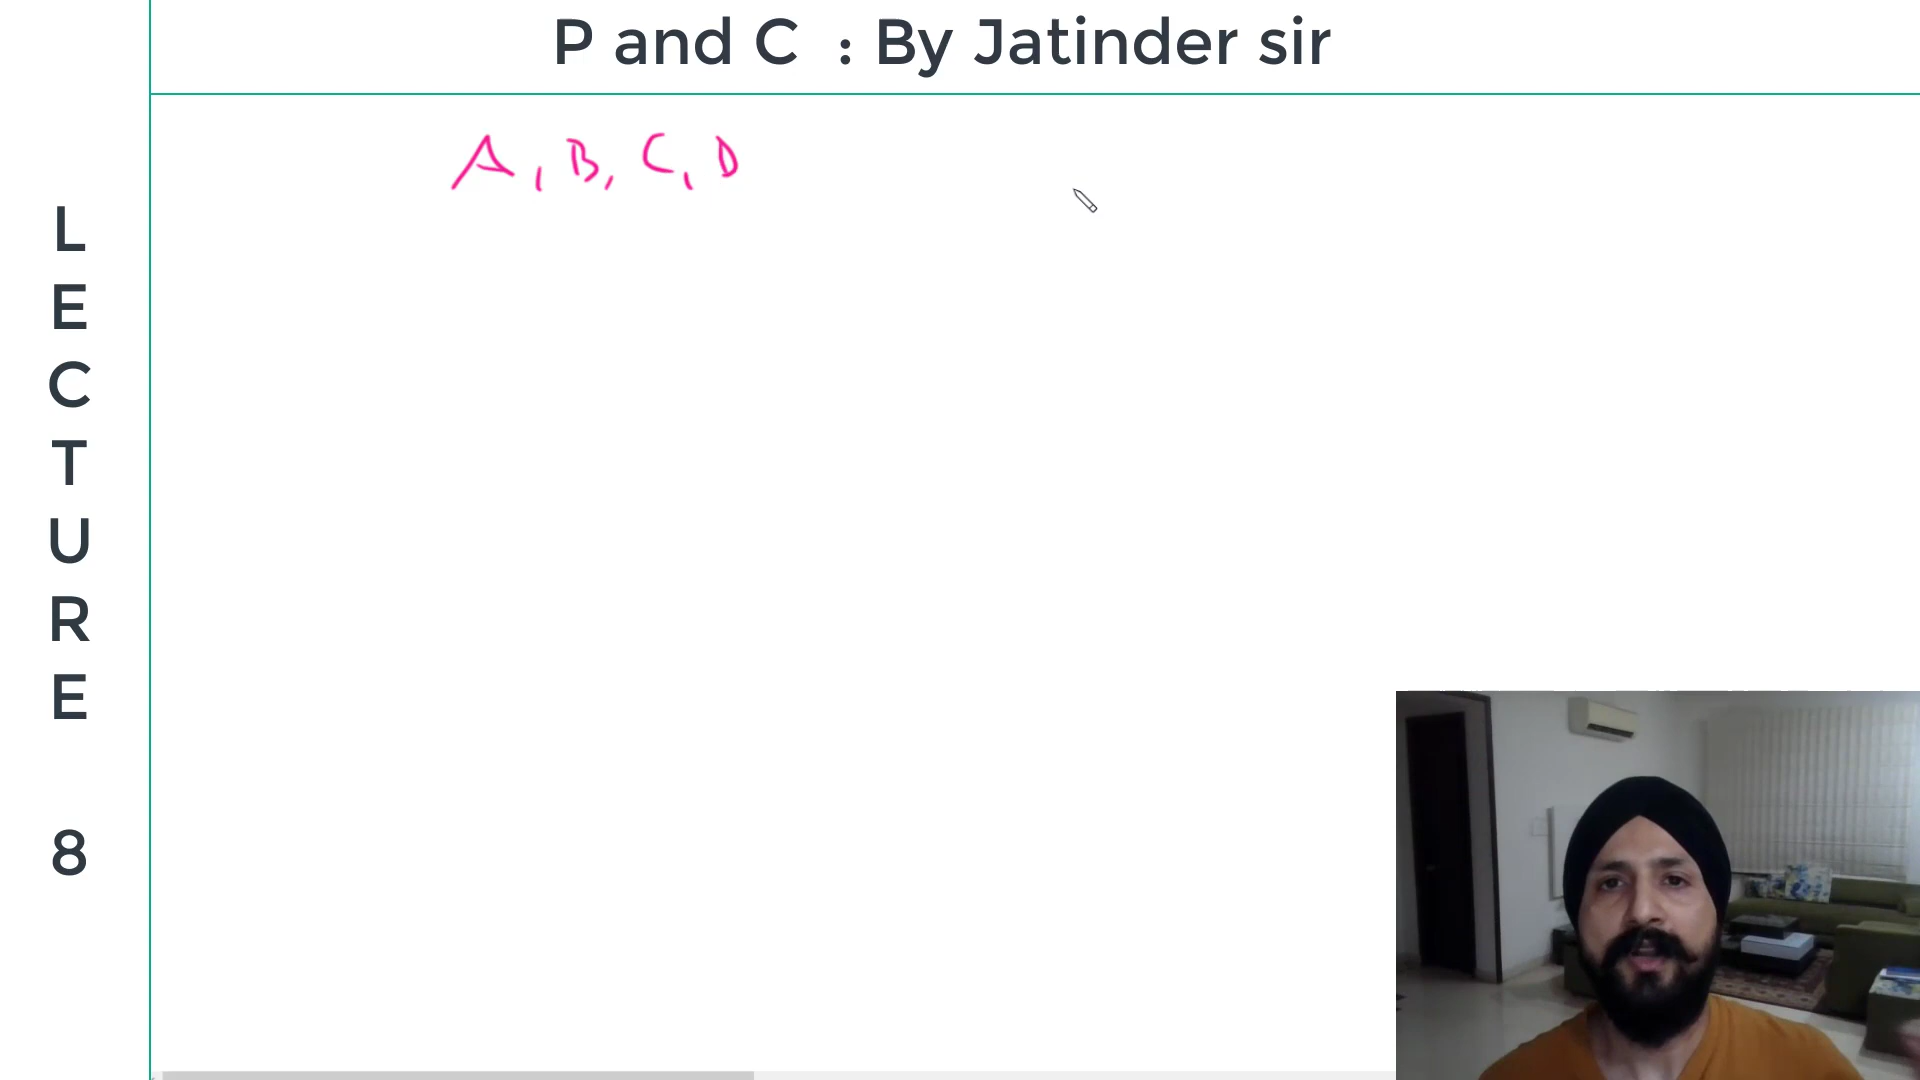 P and C : By Jatinder sir
A, B, C, D
LECTURE 8